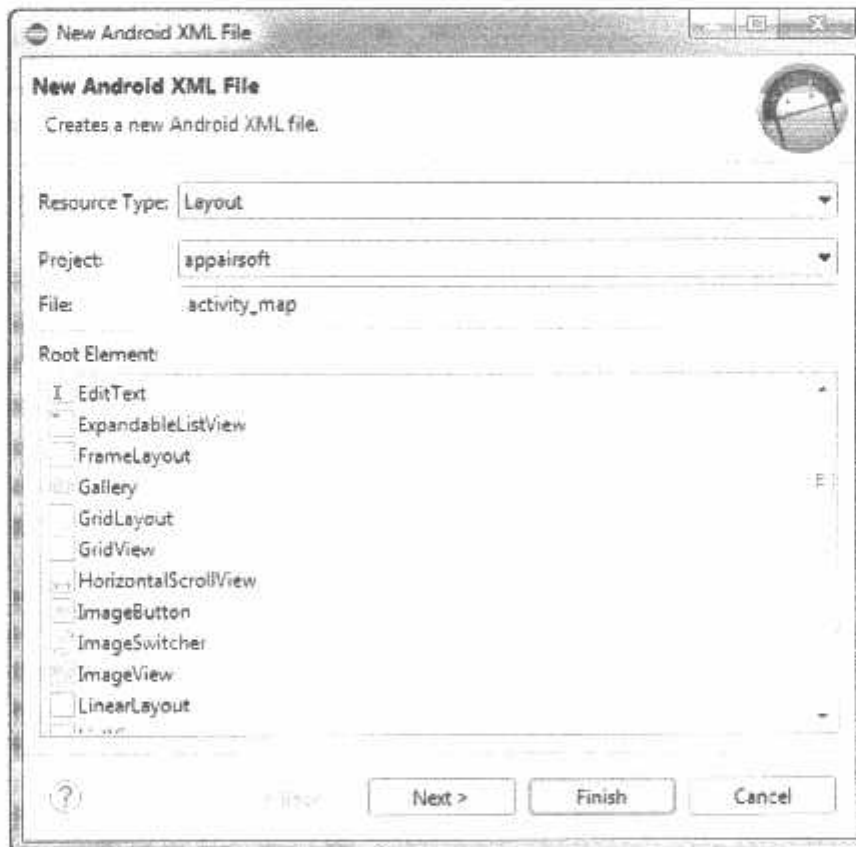 New Android XML File
New Android XML File
Creates a new Android XML file.
Resource Type: Layout
Project: appairsoft
File: activity_map
Root Element:
EditText
ExpandableListView
FrameLayout
Gallery
GridLayout
GridView
HorizontalScrollView
ImageButton
ImageSwitcher
ImageView
LinearLayout
Next >
Finish
Cancel